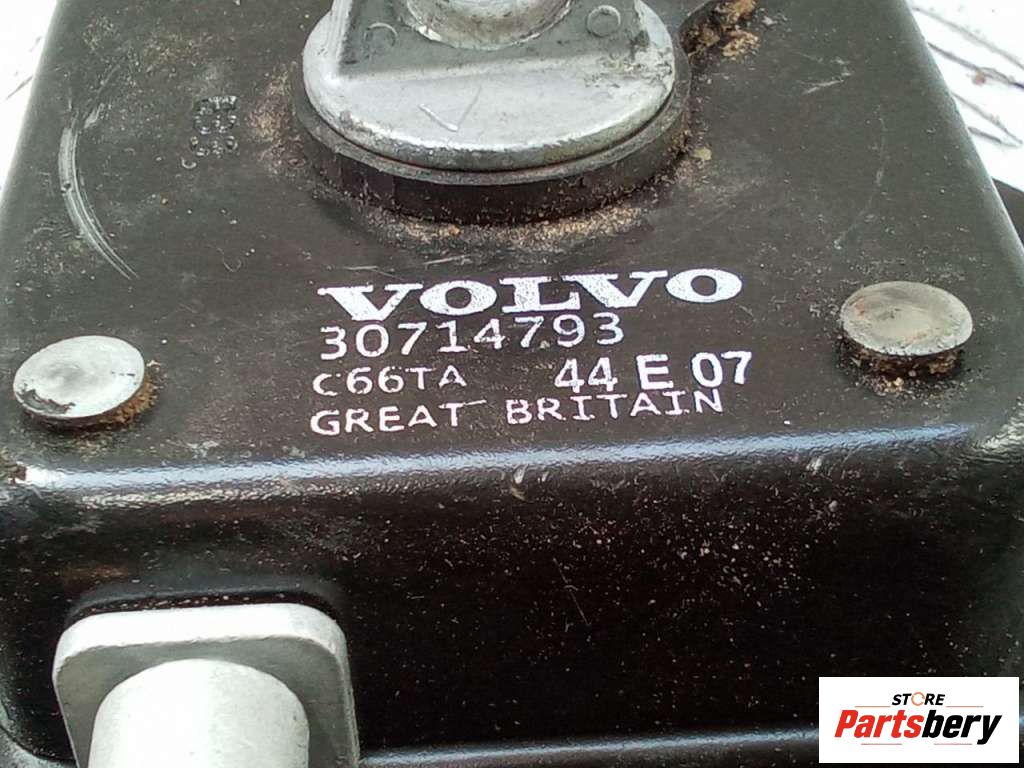 VOLVO
30714793
C66TA 44 E 07
GREAT BRITAIN
STORE
Partsbery